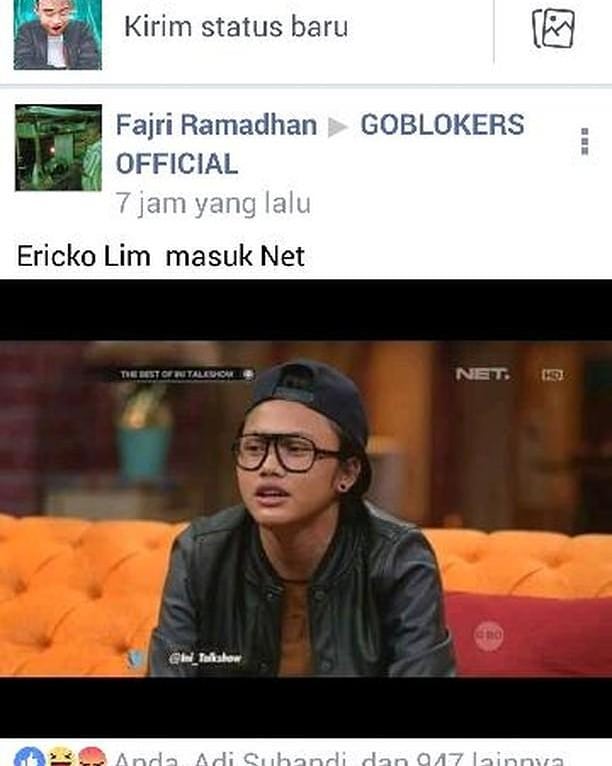 Kirim status baru
Fajri Ramadhan ▶ GOBLOKERS
OFFICIAL
7 jam yang lalu
Ericko Lim masuk Net
THE BEST OF INI TALKSHOW
NET. HD
@Ini_Talkshow
Anda, Adi Suhandi, dan 947 lainnya